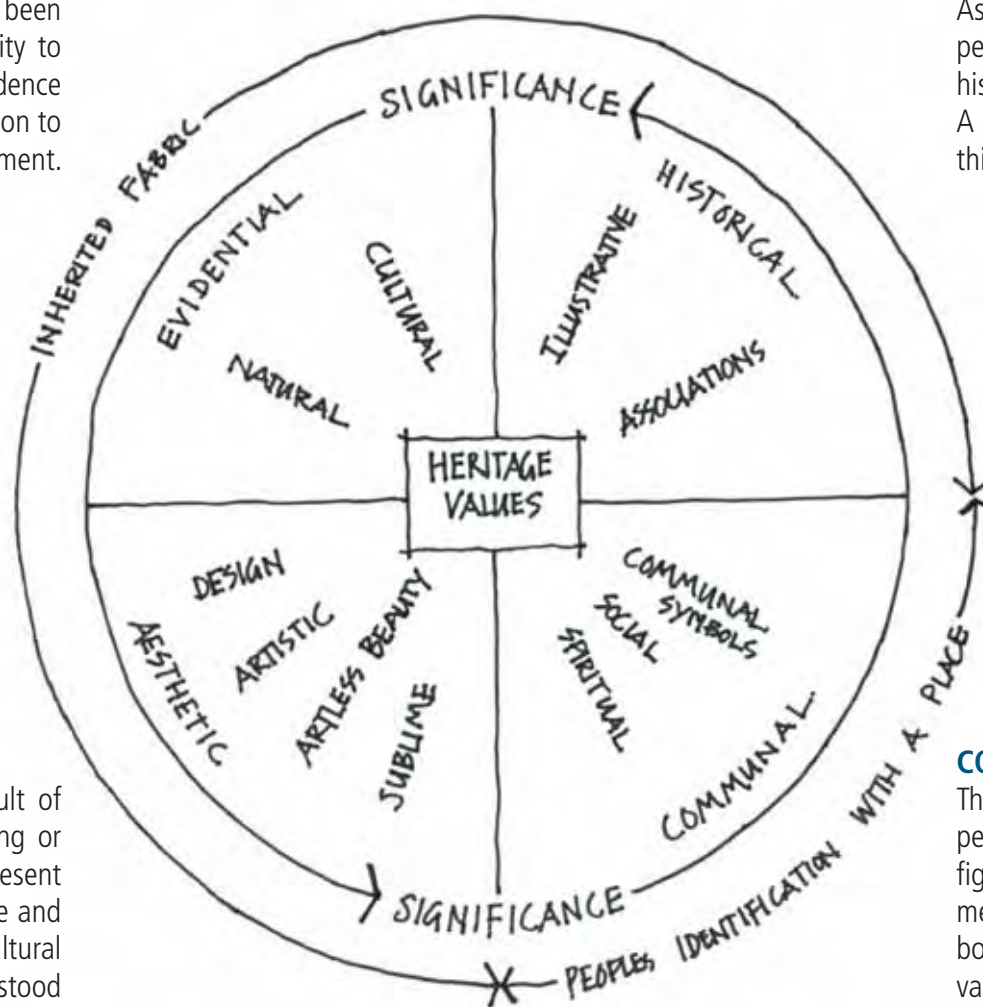 been
ity to
dence
on to
ment.
As
pe
his
A
thi
SIGNIFICANCE
INHERITED FABRIC
EVIDENTIAL
CULTURAL
NATURAL
HISTORICAL
ILLUSTRATIVE
ASSOCIATIONS
HERITAGE
VALUES
DESIGN
AESTHETIC
ARTISTIC
ARTLESS BEAUTY
SUBLIME
COMMUNAL
SYMBOLS
SOCIAL
SPIRITUAL
COMMUNAL
SIGNIFICANCE
PEOPLES IDENTIFICATION WITH A PLACE
ult of
ng or
esent
e and
ltural
stood
CO
Th
pe
fig
me
bo
va